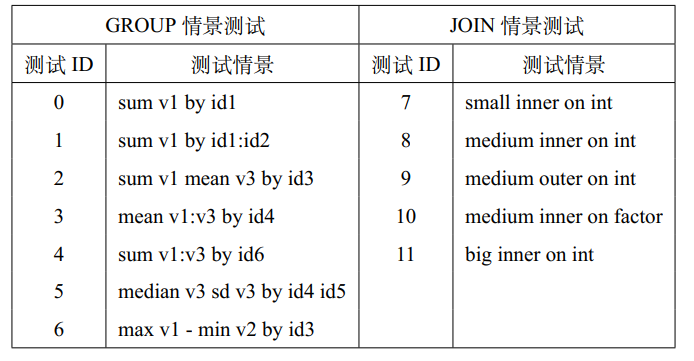 GROUP 情景测试 JOIN 情景测试
测试 ID 测试情景 测试 ID 测试情景
0 sum v1 by id1 7 small inner on int
1 sum v1 by id1:id2 8 medium inner on int
2 sum v1 mean v3 by id3 9 medium outer on int
3 mean v1:v3 by id4 10 medium inner on factor
4 sum v1:v3 by id6 11 big inner on int
5 median v3 sd v3 by id4 id5
6 max v1 - min v2 by id3